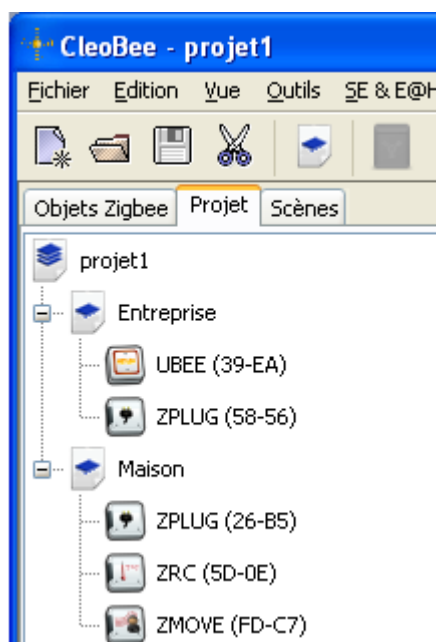 CleoBee - projet1
Fichier Edition Vue Outils SE & E@H
Objets Zigbee Projet Scènes
projet1
Entreprise
UBEE (39-EA)
ZPLUG (58-56)
Maison
ZPLUG (26-B5)
ZRC (5D-0E)
ZMOVE (FD-C7)